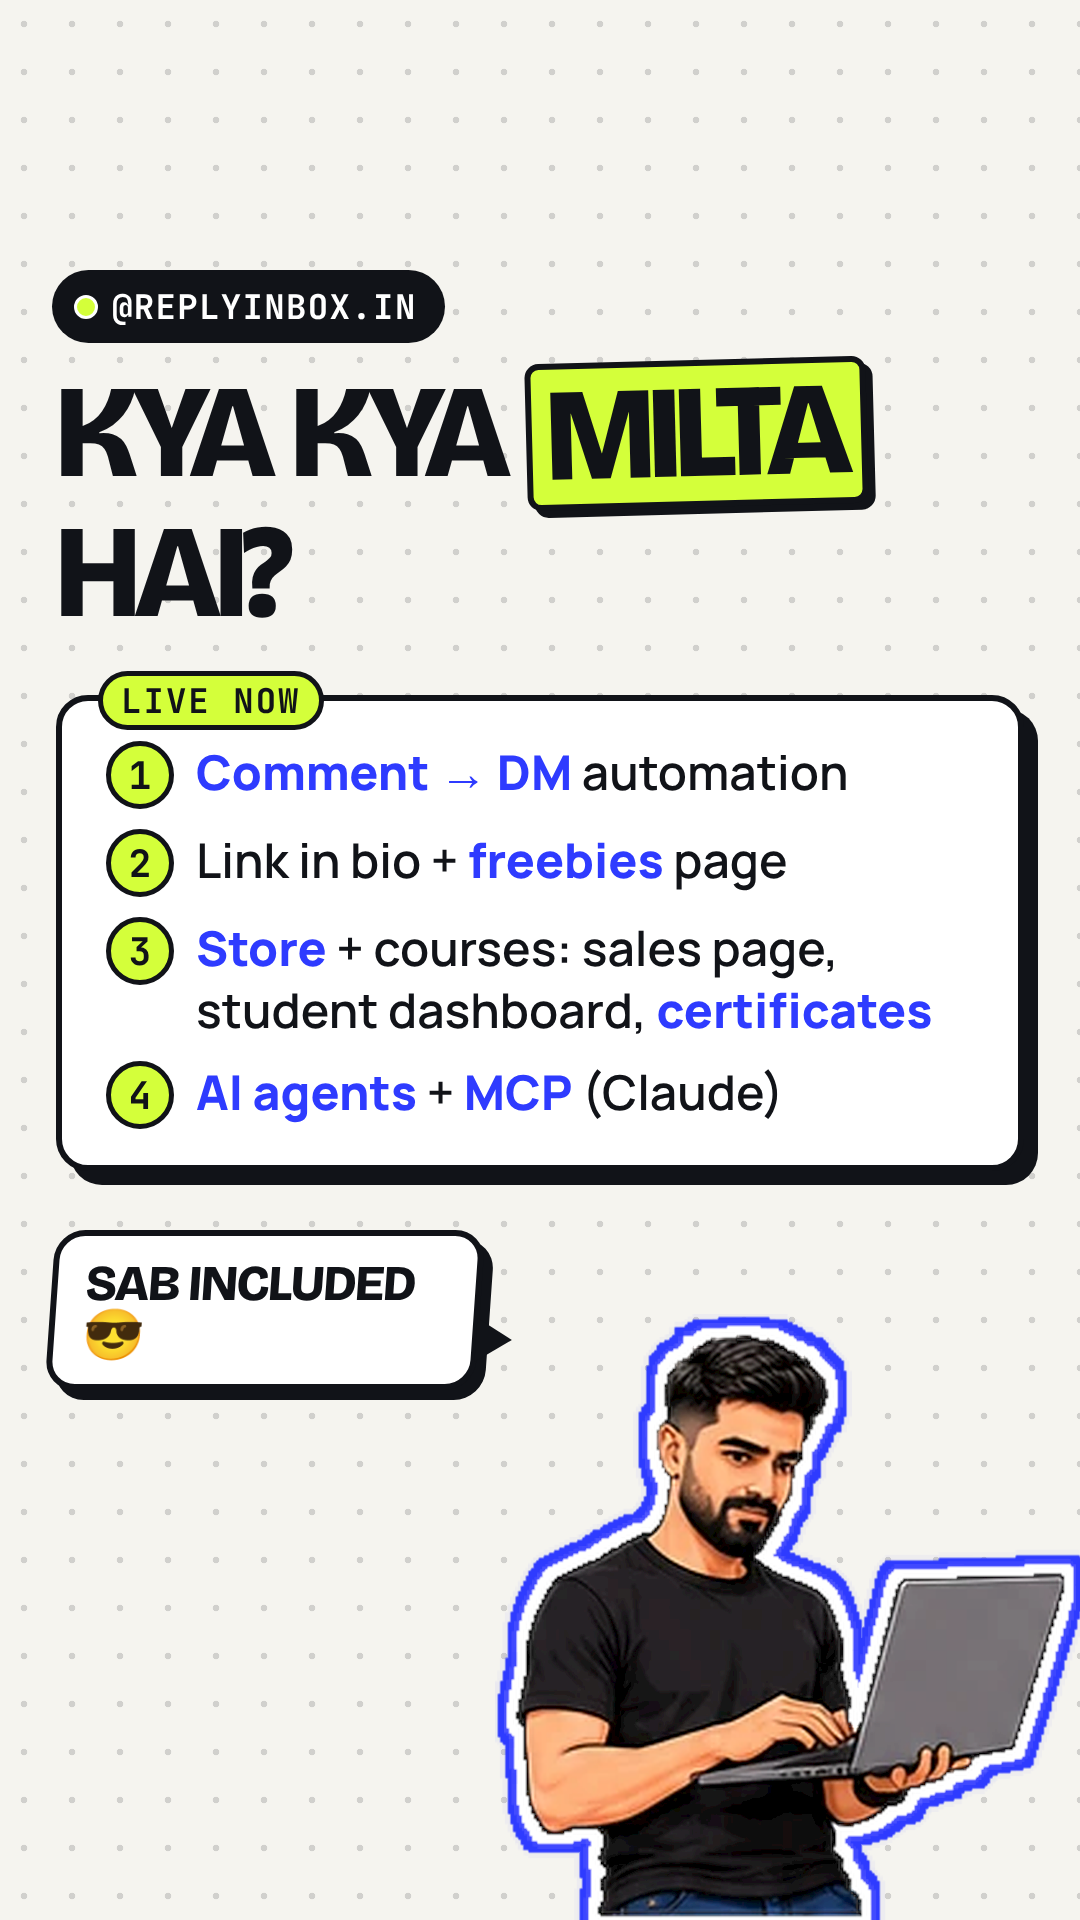 @REPLYINBOX.IN
KYA KYA MILTA
HAI?
LIVE NOW
1 Comment → DM automation
2 Link in bio + freebies page
3 Store + courses: sales page,
student dashboard, certificates
4 AI agents + MCP (Claude)
SAB INCLUDED
😎